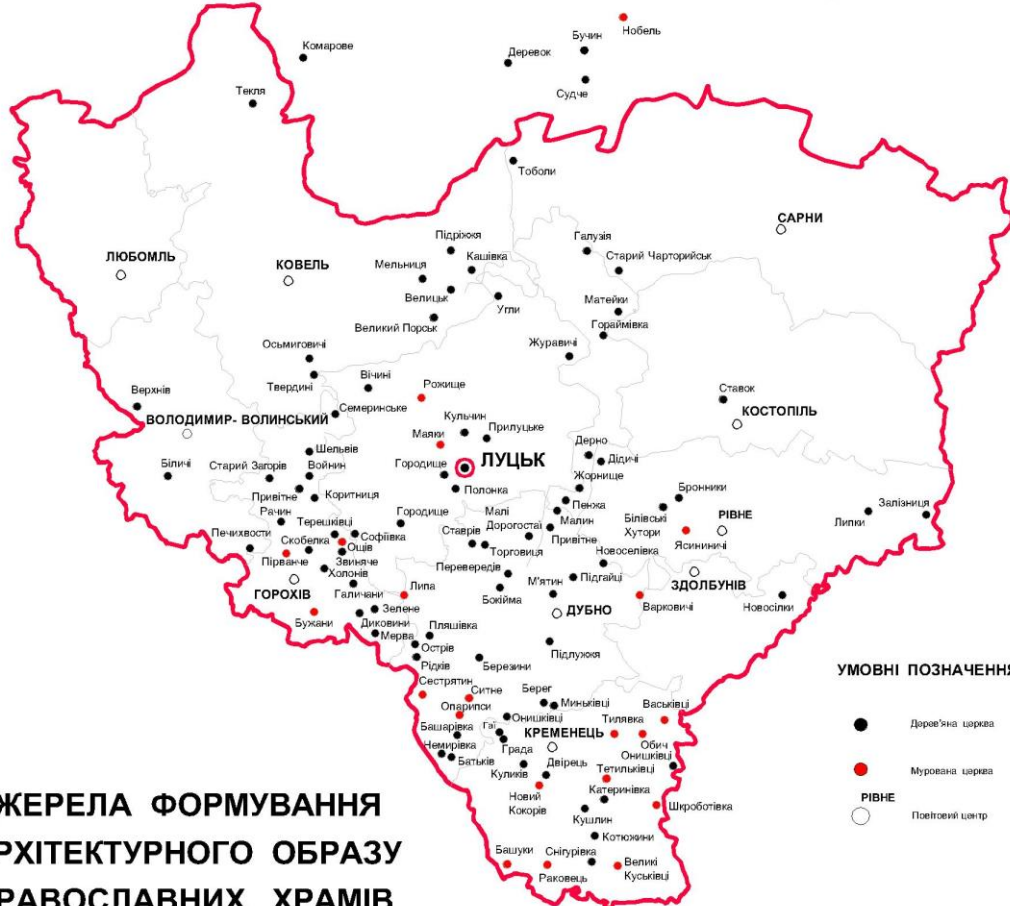 Нобель
Бучин
Комарове
Деревок
Судче
Текля
Тоболи
САРНИ
Підріжжя
Галузія
ЛЮБОМЛЬ
Кашівка
Старий Чарторийськ
КОВЕЛЬ
Мельниця
Велицьк
Матейки
Угли
Великий Порськ
Гораймівка
Осьмиговичі
Журавичі
Твердині
Вічині
Рожище
Верхнів
Ставок
Семеринське
КОСТОПІЛЬ
ВОЛОДИМИР- ВОЛИНСЬКИЙ
Кульчин
Прилуцьке
Маяки
Дерно
Шельвів
ЛУЦЬК
Дідичі
Біличі
Старий Загорів
Войнин
Городище
Жорнище
Привітне
Коритниця
Полонка
Бронники
Пенжа
Залізниця
Рачин
Городище
Малі
Дорогостаї
Малин
Білівські
Хутори
РІВНЕ
Липки
Терешківці
Печихвости
Скобелка
Софіївка
Ставрів
Привітне
Ощів
Торговиця
Новоселівка
Ясининичі
Пірванче
Звиняче
Холонів
Перевередів
ГОРОХІВ
Галичани
Липа
М'ятин
Підгайці
ЗДОЛБУНІВ
Бокійма
Варковичі
Новосілки
Зелене
ДУБНО
Бужани
Диковини
Мерва
Пляшівка
Острів
Підлужжя
Рідків
Березини
УМОВНІ ПОЗНАЧЕННЯ
Сестрятин
Ситне
Берег
Миньківці
Васьківці
Опарипси
Онишківці
Тилявка
Дерев'яна церква
Башарівка
Гаї
КРЕМЕНЕЦЬ
Обич
Немирівка
Града
Онишківці
Батьків
Куликів
Двірець
Тетильківці
Мурована церква
Новий
Кокорів
Катеринівка
Шкроботівка
РІВНЕ
Кушлин
Повітовий центр
Котюжини
Башуки
Снігурівка
Великі
Куськівці
Раковець
ЖЕРЕЛА ФОРМУВАННЯ
РХІТЕКТУРНОГО ОБРАЗУ
РАВОСЛАВНИХ ХРАМІВ